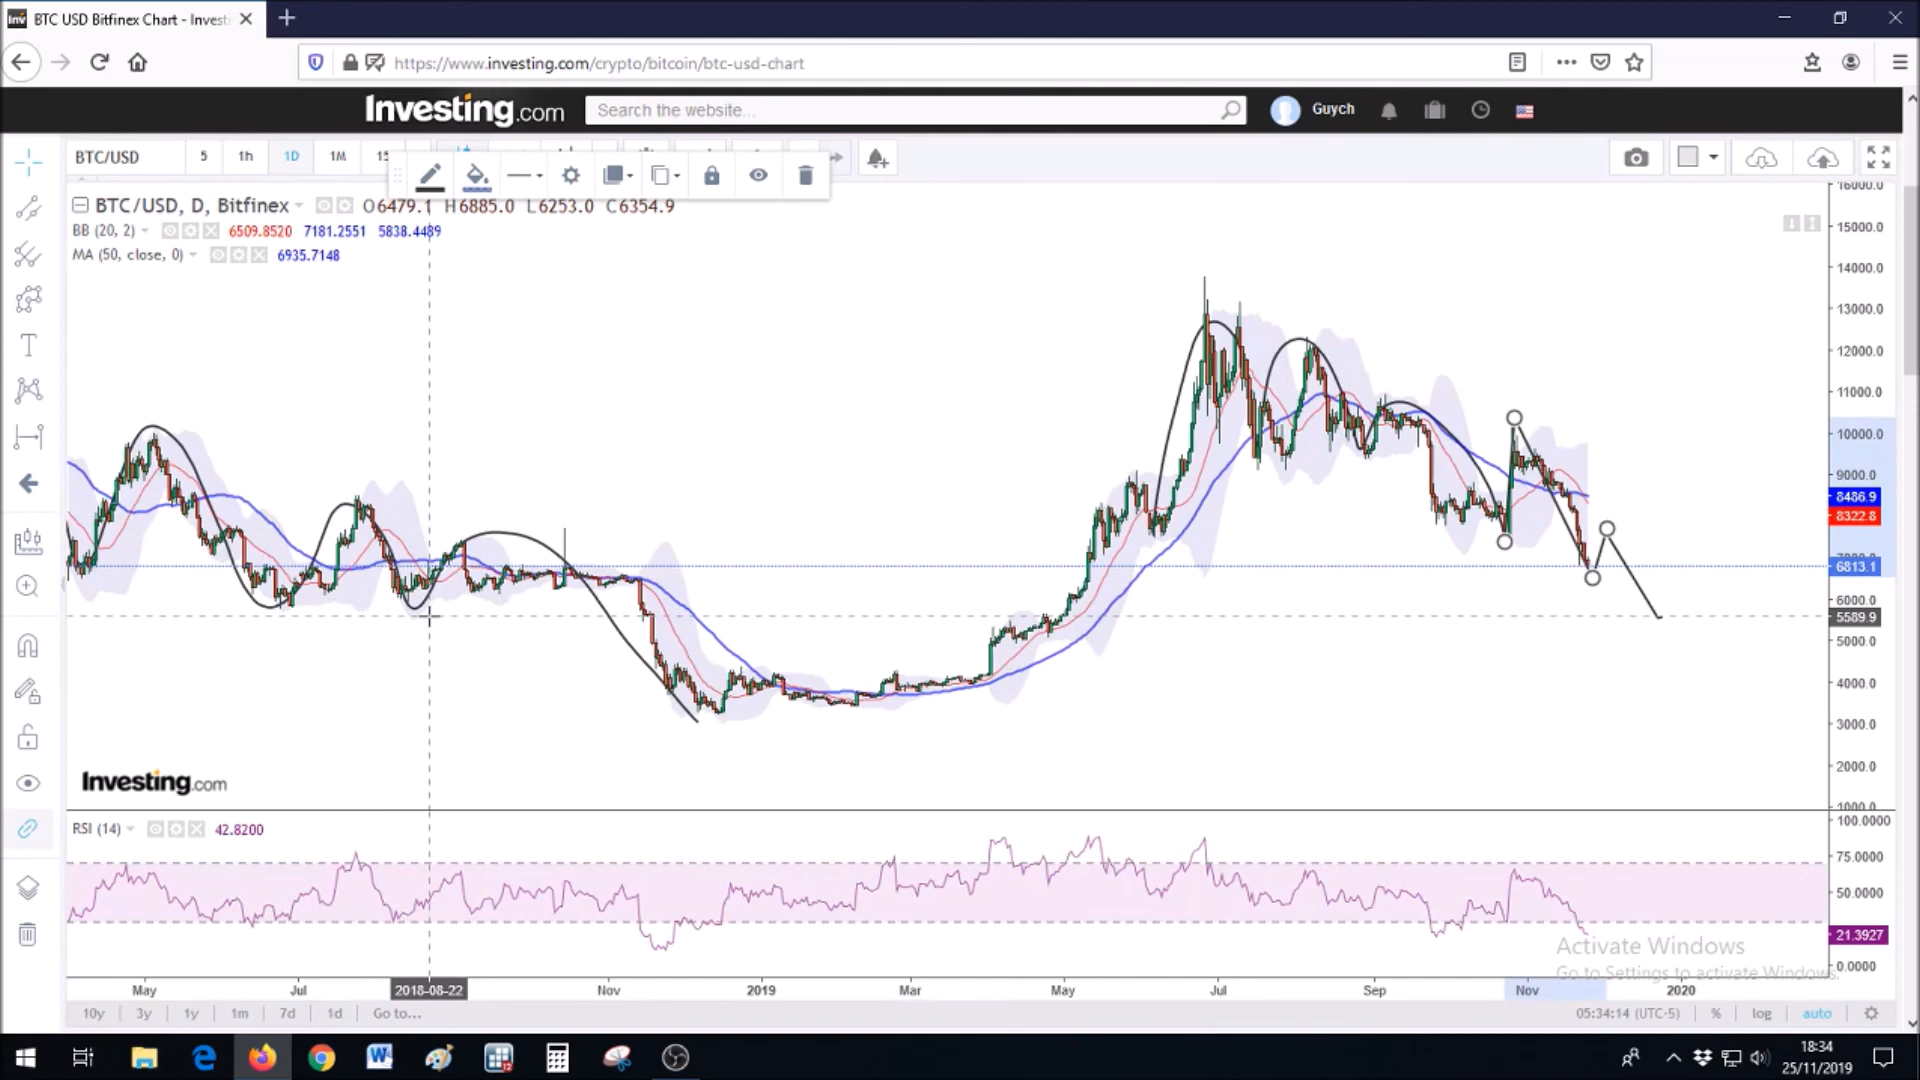 BTC USD Bitfinex Chart - Investi
https://www.investing.com/crypto/bitcoin/btc-usd-chart
Investing.com
Search the website...
Guych
BTC/USD 5 1h 1D 1M 15
BTC/USD, D, Bitfinex O6479.1 H6885.0 L6253.0 C6354.9
BB (20, 2) 6509.8520 7181.2551 5838.4489
MA (50, close, 0) 6935.7148
16000.0
15000.0
14000.0
13000.0
12000.0
11000.0
10000.0
9000.0
8486.9
8322.8
6813.1
6000.0
5589.9
5000.0
4000.0
3000.0
2000.0
1000.0
Investing.com
RSI (14) 42.8200
100.0000
75.0000
50.0000
21.3927
0.0000
Activate Windows
Go to Settings to activate Windows.
May Jul 2018-08-22 Nov 2019 Mar May Jul Sep Nov 2020
10y 3y 1y 1m 7d 1d Go to... 05:34:14 (UTC-5) % log auto
18:34
25/11/2019